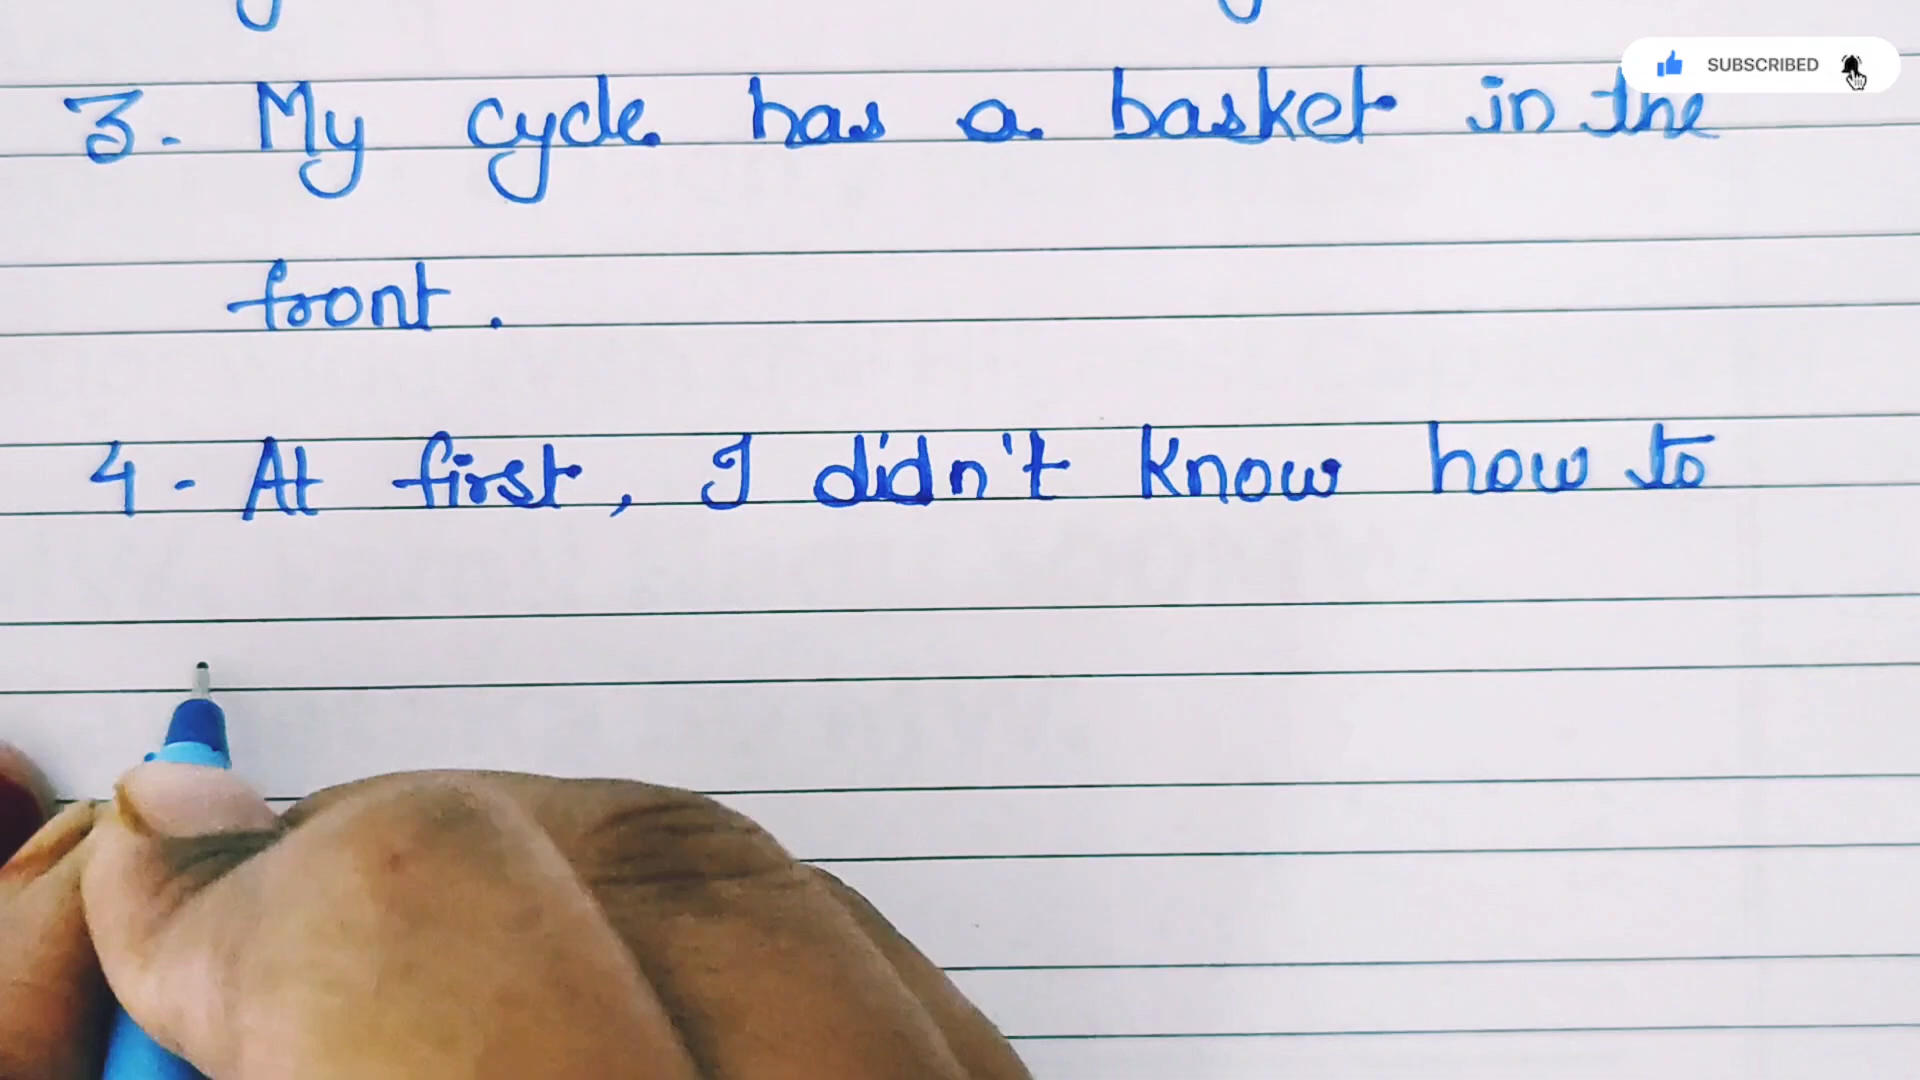 SUBSCRIBED
3. My cycle has a basket in the
front.
4. At first, I didn't know how to